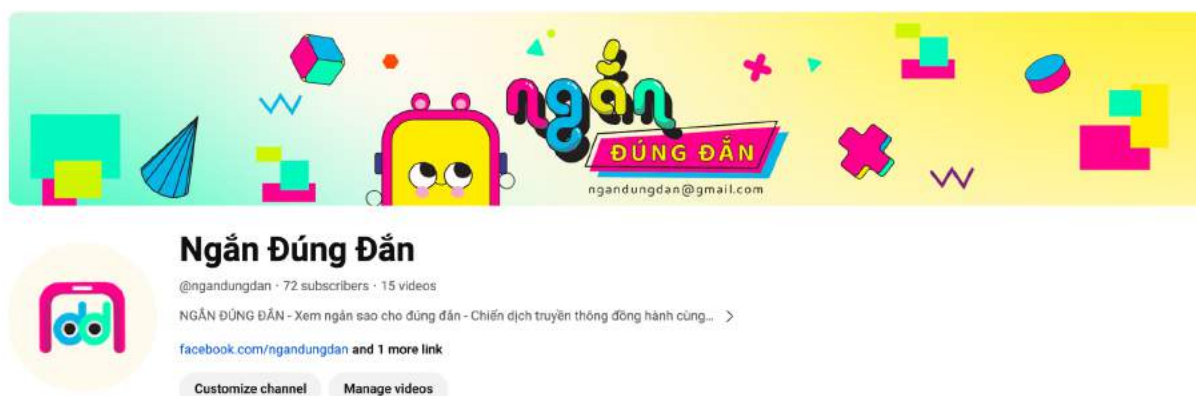 ngắn
ĐÚNG ĐẮN
ngandungdan@gmail.com
Ngắn Đúng Đắn
@ngandungdan · 72 subscribers · 15 videos
NGẮN ĐÚNG ĐẮN - Xem ngắn sao cho đúng đắn - Chiến dịch truyền thông đồng hành cùng...
facebook.com/ngandungdan and 1 more link
Customize channel Manage videos